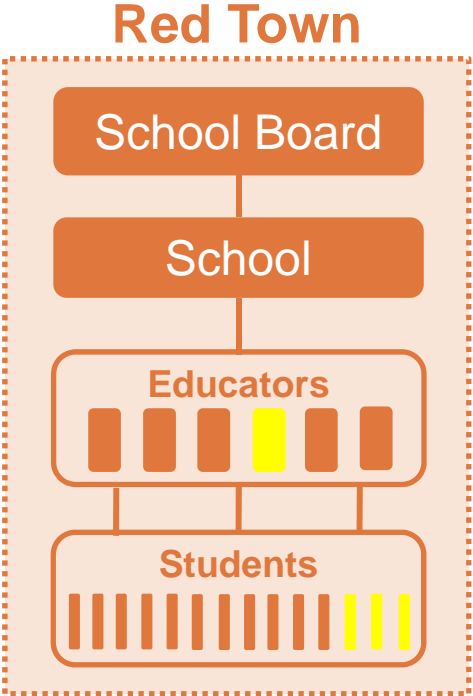 Red Town
School Board
School
Educators
Students